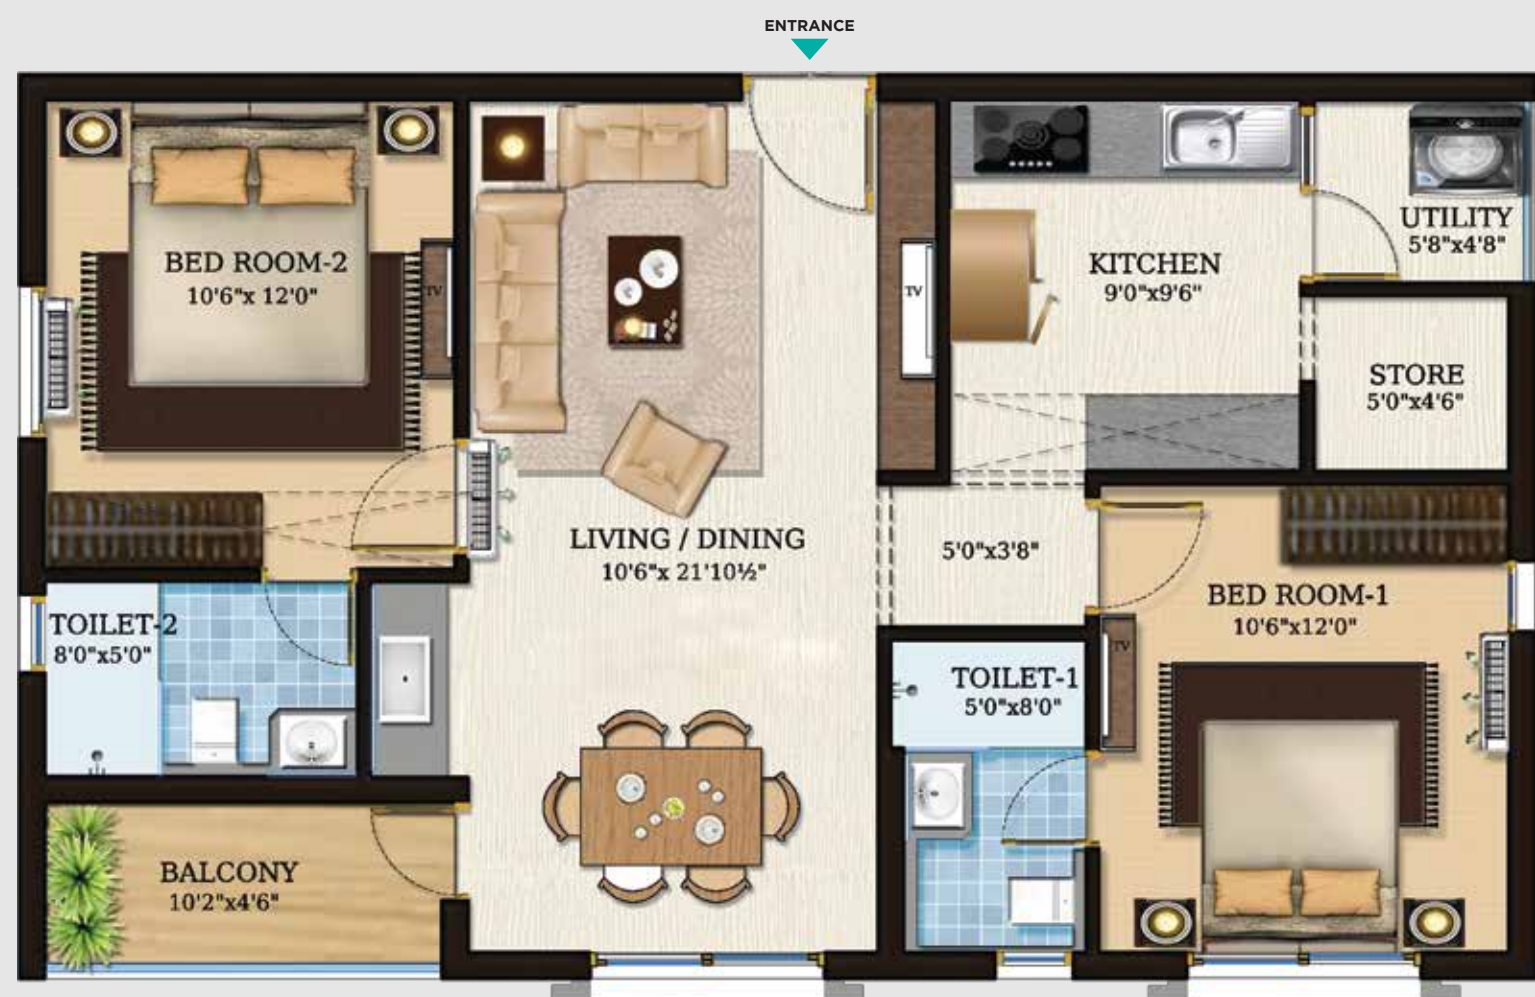 ENTRANCE
BED ROOM-2
10'6"x 12'0"
TV
TV
KITCHEN
9'0"x9'6"
UTILITY
5'8"x4'8"
STORE
5'0"x4'6"
LIVING / DINING
10'6"x 21'10½"
5'0"x3'8"
BED ROOM-1
10'6"x12'0"
TV
TOILET-2
8'0"x5'0"
TOILET-1
5'0"x8'0"
BALCONY
10'2"x4'6"